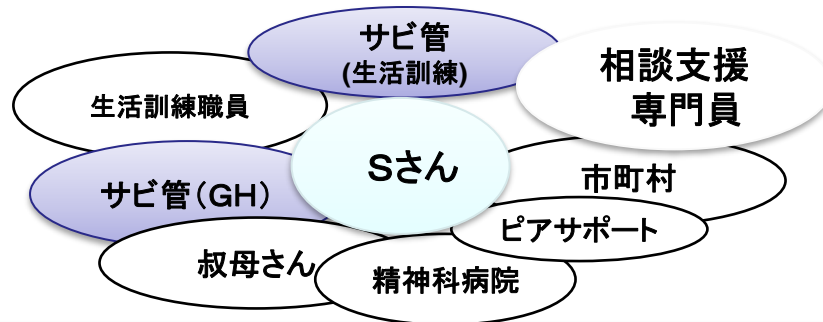 サビ管
(生活訓練)
相談支援
専門員
生活訓練職員
Sさん
市町村
サビ管(GH)
ピアサポート
叔母さん
精神科病院